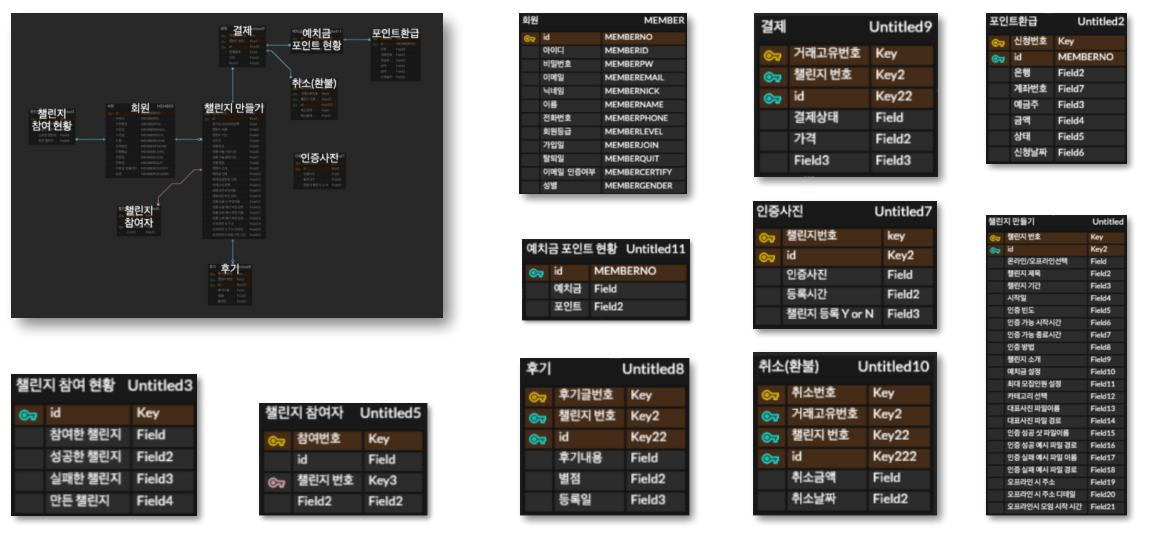 결제
예치금
포인트 현황
포인트환급
취소(환불)
챌린지
참여 현황
회원
챌린지 만들기
인증사진
챌린지
참여자
후기
회원 MEMBER
id MEMBERNO
아이디 MEMBERID
비밀번호 MEMBERPW
이메일 MEMBEREMAIL
닉네임 MEMBERNICK
이름 MEMBERNAME
전화번호 MEMBERPHONE
회원등급 MEMBERLEVEL
가입일 MEMBERJOIN
탈퇴일 MEMBERQUIT
이메일 인증여부 MEMBERCERTIFY
성별 MEMBERGENDER
결제 Untitled9
거래고유번호 Key
챌린지 번호 Key2
id Key22
결제상태 Field
가격 Field2
Field3 Field3
포인트환급 Untitled2
신청번호 Key
id MEMBERNO
은행 Field2
계좌번호 Field7
예금주 Field3
금액 Field4
상태 Field5
신청날짜 Field6
예치금 포인트 현황 Untitled11
id MEMBERNO
예치금 Field
포인트 Field2
인증사진 Untitled7
챌린지번호 key
id Key2
인증사진 Field
등록시간 Field2
챌린지 등록 Y or N Field3
챌린지 만들기 Untitled
챌린지 번호 Key
id Key2
온라인/오프라인선택 Field
챌린지 제목 Field2
챌린지 기간 Field3
시작일 Field4
인증 빈도 Field5
인증 가능 시작시간 Field6
인증 가능 종료시간 Field7
인증 방법 Field8
챌린지 소개 Field9
예치금 설정 Field10
최대 모집인원 설정 Field11
카테고리 선택 Field12
대표사진 파일이름 Field13
대표사진 파일 경로 Field14
인증 성공 샷 파일이름 Field15
인증 성공 예시 파일 경로 Field16
인증 실패 예시 파일 이름 Field17
인증 실패 예시 파일 경로 Field18
오프라인 시 주소 Field19
오프라인 시 주소 디테일 Field20
오프라인시 모임 시작 시간 Field21
챌린지 참여 현황 Untitled3
id Key
참여한 챌린지 Field
성공한 챌린지 Field2
실패한 챌린지 Field3
만든 챌린지 Field4
챌린지 참여자 Untitled5
참여번호 Key
id Field
챌린지 번호 Key3
Field2 Field2
후기 Untitled8
후기글번호 Key
챌린지 번호 Key2
id Key22
후기내용 Field
별점 Field2
등록일 Field3
취소(환불) Untitled10
취소번호 Key
거래고유번호 Key2
챌린지 번호 Key22
id Key222
취소금액 Field
취소날짜 Field2